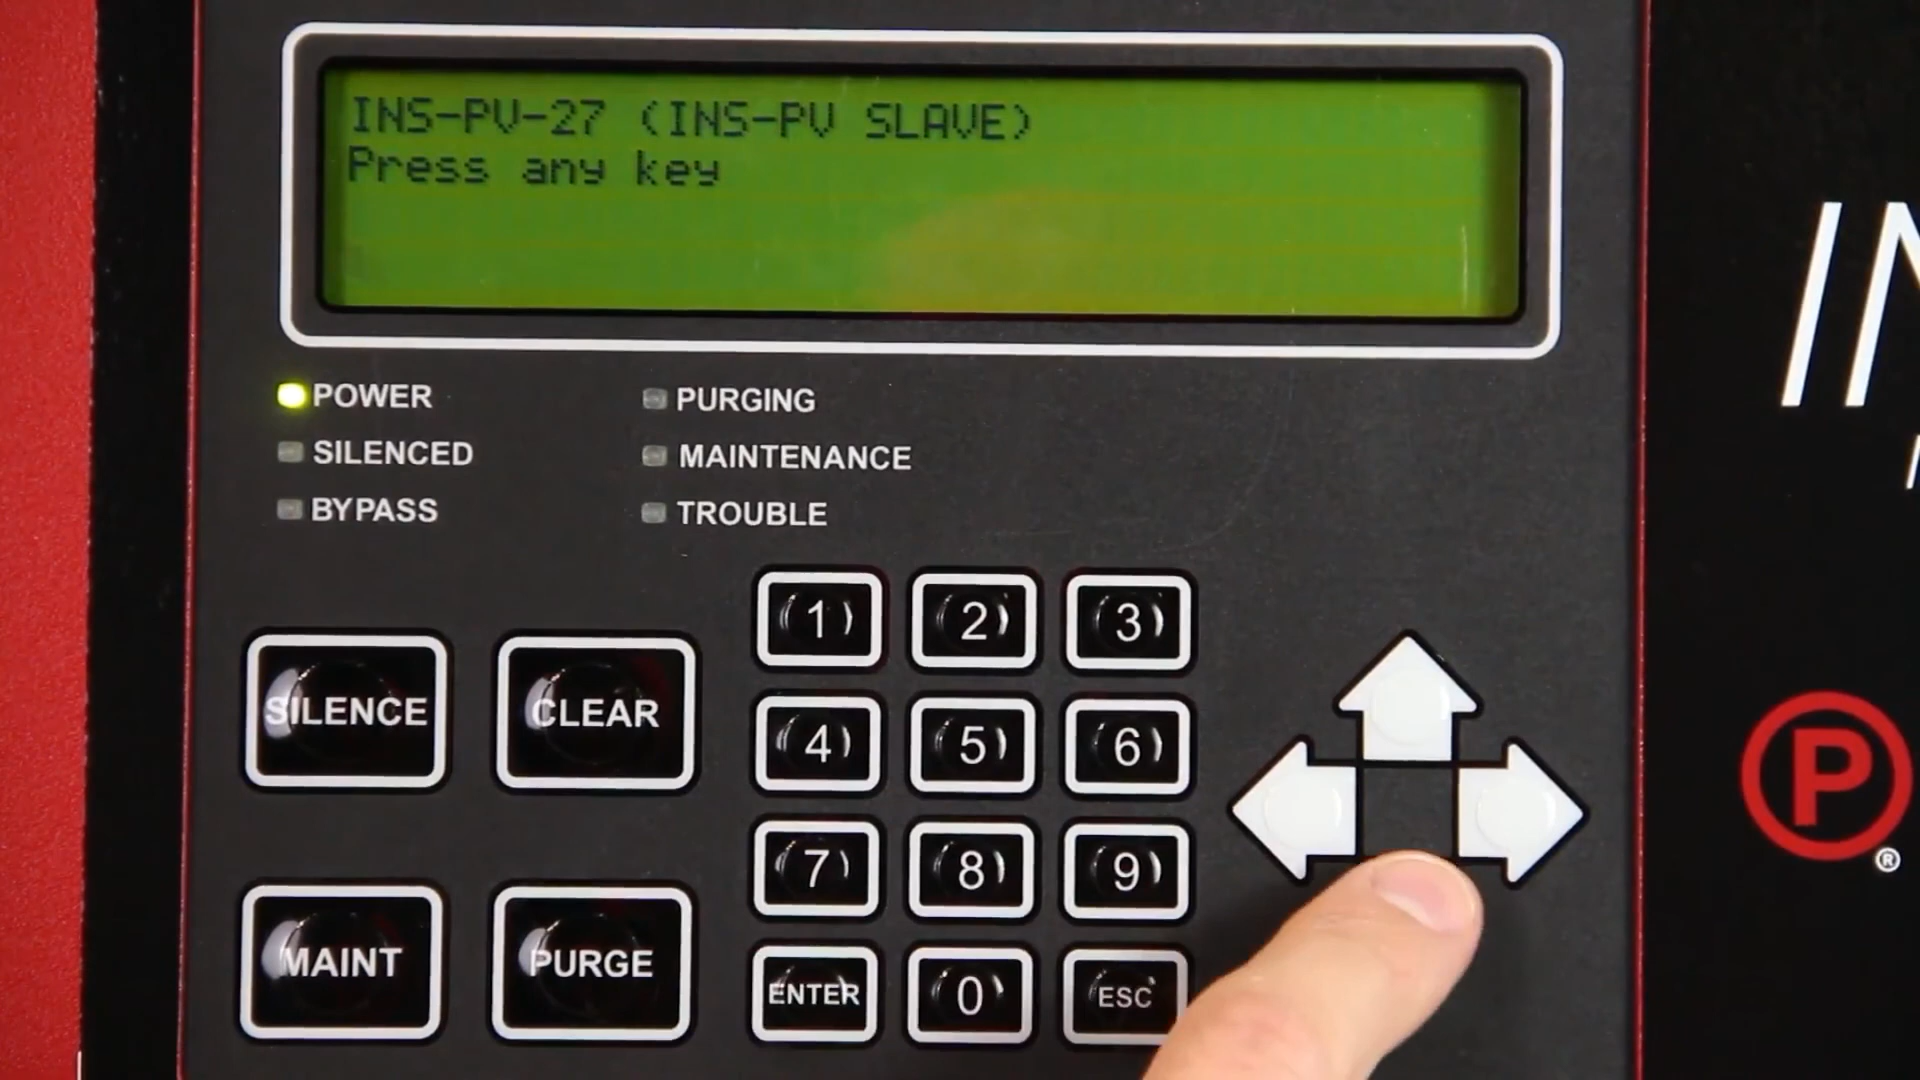 INS-PV-27 (INS-PV SLAVE)
Press any key
POWER
PURGING
SILENCED
MAINTENANCE
BYPASS
TROUBLE
1 2 3
SILENCE CLEAR
4 5 6
7 8 9
MAINT PURGE
ENTER 0 ESC
P
®